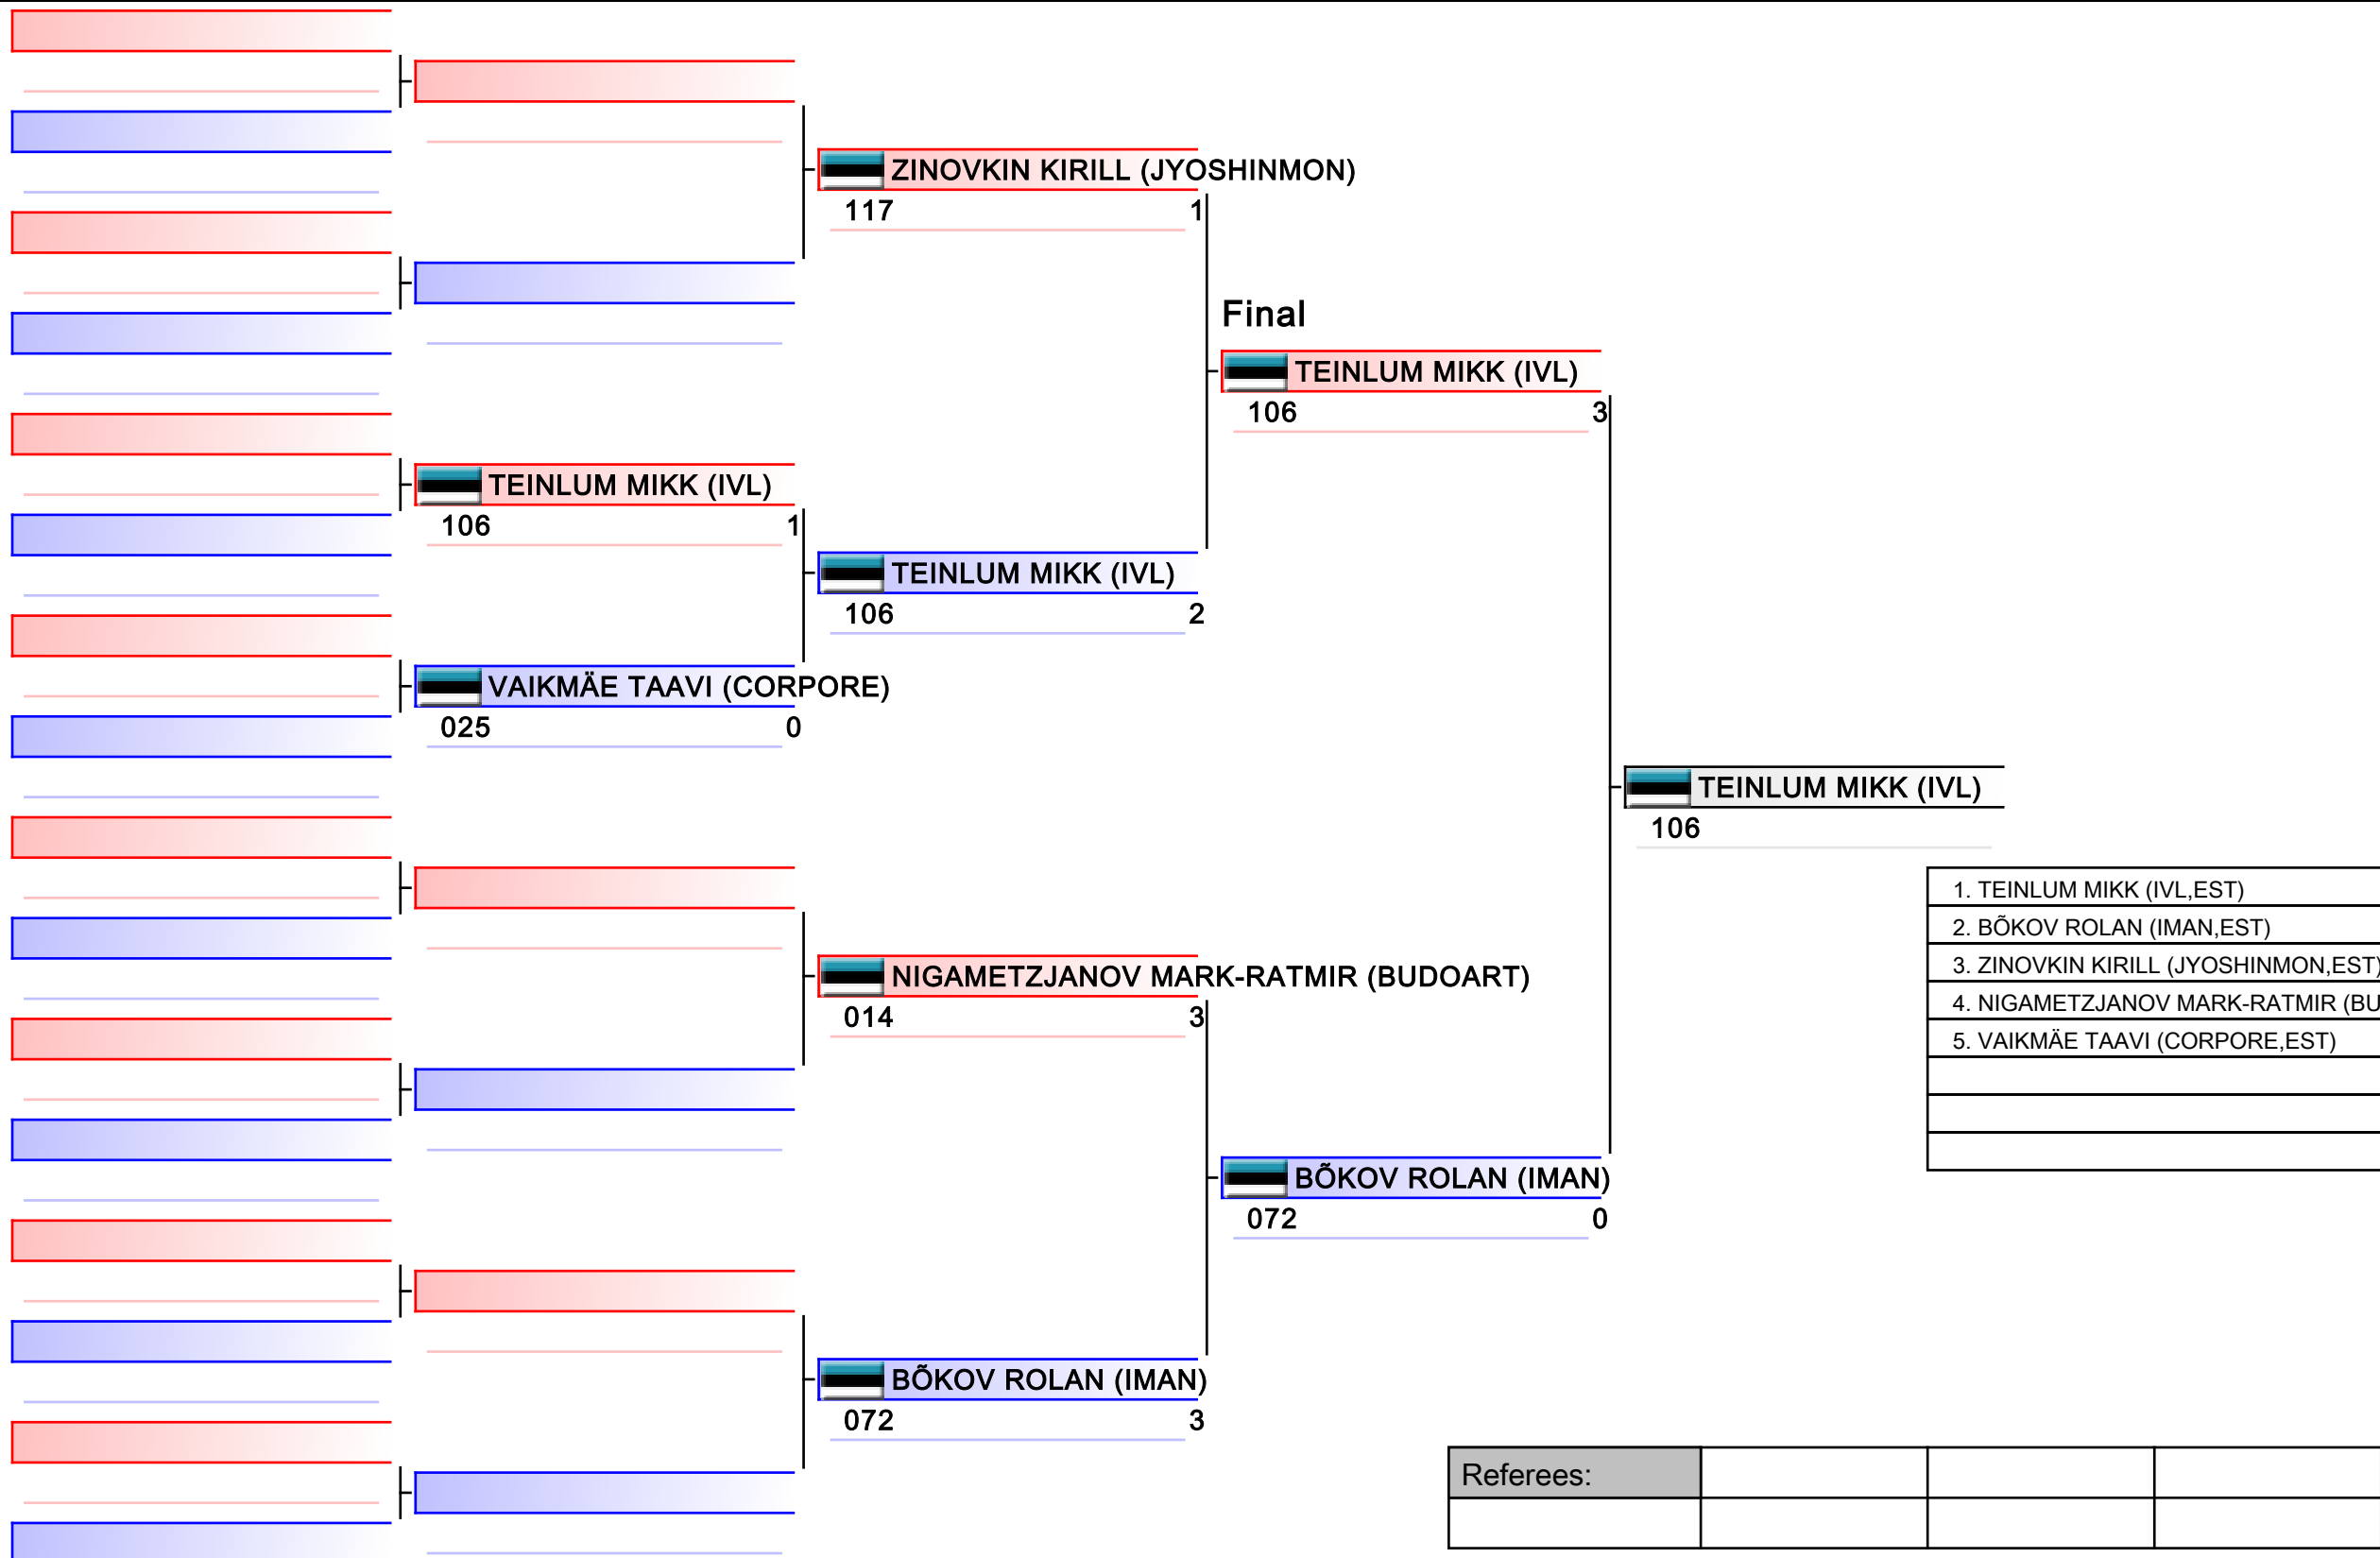 ZINOVKIN KIRILL (JYOSHINMON)
117 1
Final
TEINLUM MIKK (IVL)
106 3
TEINLUM MIKK (IVL)
106 1
TEINLUM MIKK (IVL)
106 2
VAIKMÄE TAAVI (CORPORE)
025 0
TEINLUM MIKK (IVL)
106
1. TEINLUM MIKK (IVL,EST)
2. BÕKOV ROLAN (IMAN,EST)
3. ZINOVKIN KIRILL (JYOSHINMON,EST)
4. NIGAMETZJANOV MARK-RATMIR (BU
5. VAIKMÄE TAAVI (CORPORE,EST)
NIGAMETZJANOV MARK-RATMIR (BUDOART)
014 3
BÕKOV ROLAN (IMAN)
072 0
BÕKOV ROLAN (IMAN)
072 3
Referees: